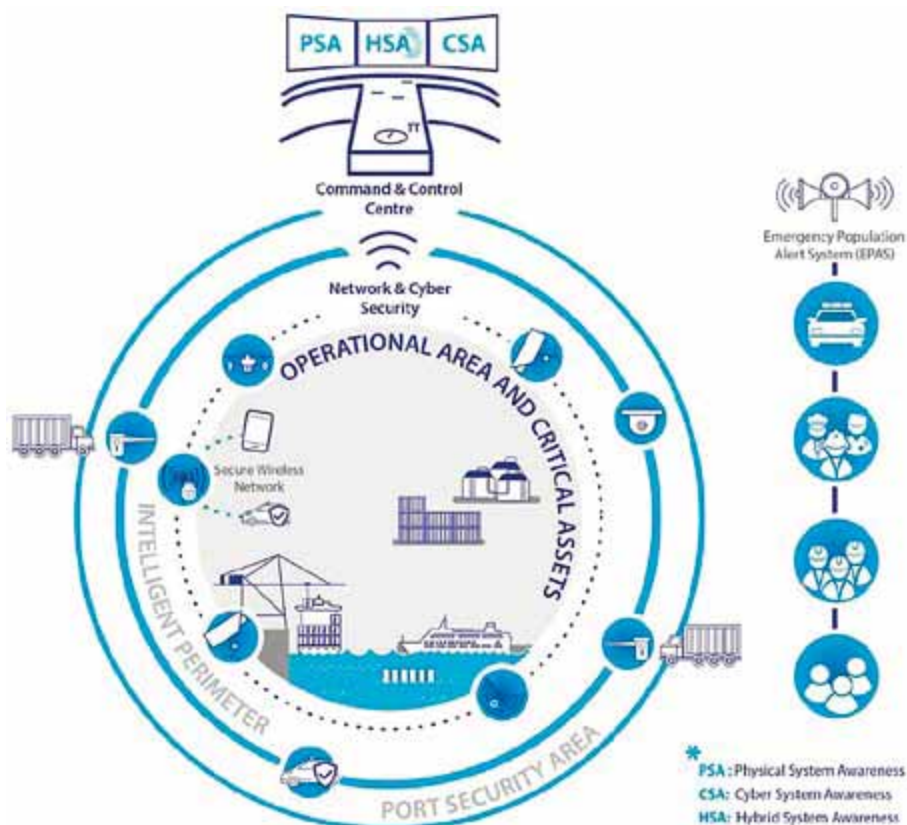 PSA HSA CSA
Command & Control
Centre
Network & Cyber
Security
OPERATIONAL AREA AND CRITICAL ASSETS
Secure Wireless
Network
INTELLIGENT PERIMETER
PORT SECURITY AREA
Emergency Population
Alert System (EPAS)
*
PSA : Physical System Awareness
CSA: Cyber System Awareness
HSA: Hybrid System Awareness